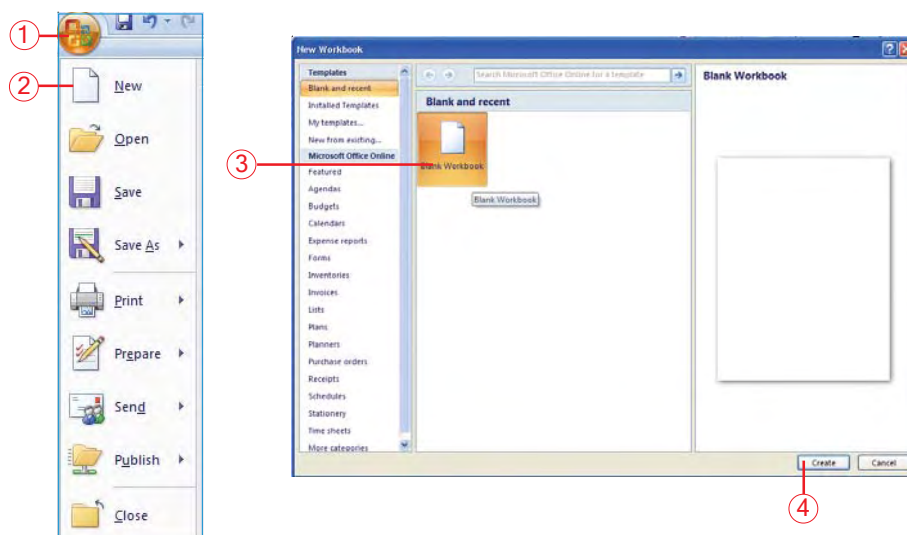 1
2
New
Open
Save
Save As
Print
Prepare
Send
Publish
Close
New Workbook
Templates
Blank and recent
Installed Templates
My templates...
New from existing...
Microsoft Office Online
Featured
Agendas
Budgets
Calendars
Expense reports
Forms
Inventories
Invoices
Lists
Plans
Planners
Purchase orders
Receipts
Schedules
Stationery
Time sheets
More categories
Search Microsoft Office Online for a template
Blank and recent
3
Blank Workbook
Blank Workbook
Blank Workbook
Create
Cancel
4